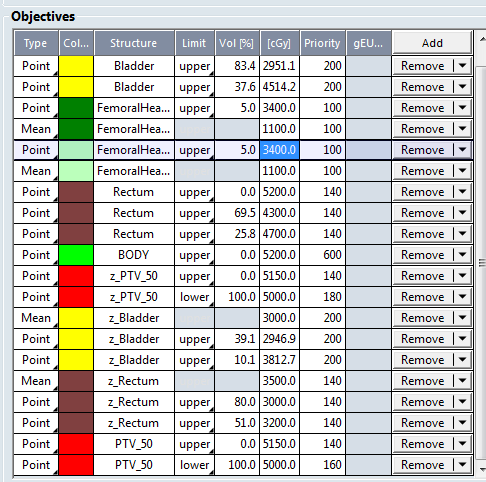 Objectives
Type Col... Structure Limit Vol [%] [cGy] Priority gEU... Add
Point Bladder upper 83.4 2951.1 200 Remove
Point Bladder upper 37.6 4514.2 200 Remove
Point FemoralHea... upper 5.0 3400.0 100 Remove
Mean FemoralHea... 1100.0 100 Remove
Point FemoralHea... upper 5.0 3400.0 100 Remove
Mean FemoralHea... 1100.0 100 Remove
Point Rectum upper 0.0 5200.0 140 Remove
Point Rectum upper 69.5 4300.0 140 Remove
Point Rectum upper 25.8 4700.0 140 Remove
Point BODY upper 0.0 5200.0 600 Remove
Point z_PTV_50 upper 0.0 5150.0 140 Remove
Point z_PTV_50 lower 100.0 5000.0 180 Remove
Mean z_Bladder 3000.0 200 Remove
Point z_Bladder upper 39.1 2946.9 200 Remove
Point z_Bladder upper 10.1 3812.7 200 Remove
Mean z_Rectum 3500.0 140 Remove
Point z_Rectum upper 80.0 3000.0 140 Remove
Point z_Rectum upper 51.0 3200.0 140 Remove
Point PTV_50 upper 0.0 5150.0 140 Remove
Point PTV_50 lower 100.0 5000.0 160 Remove